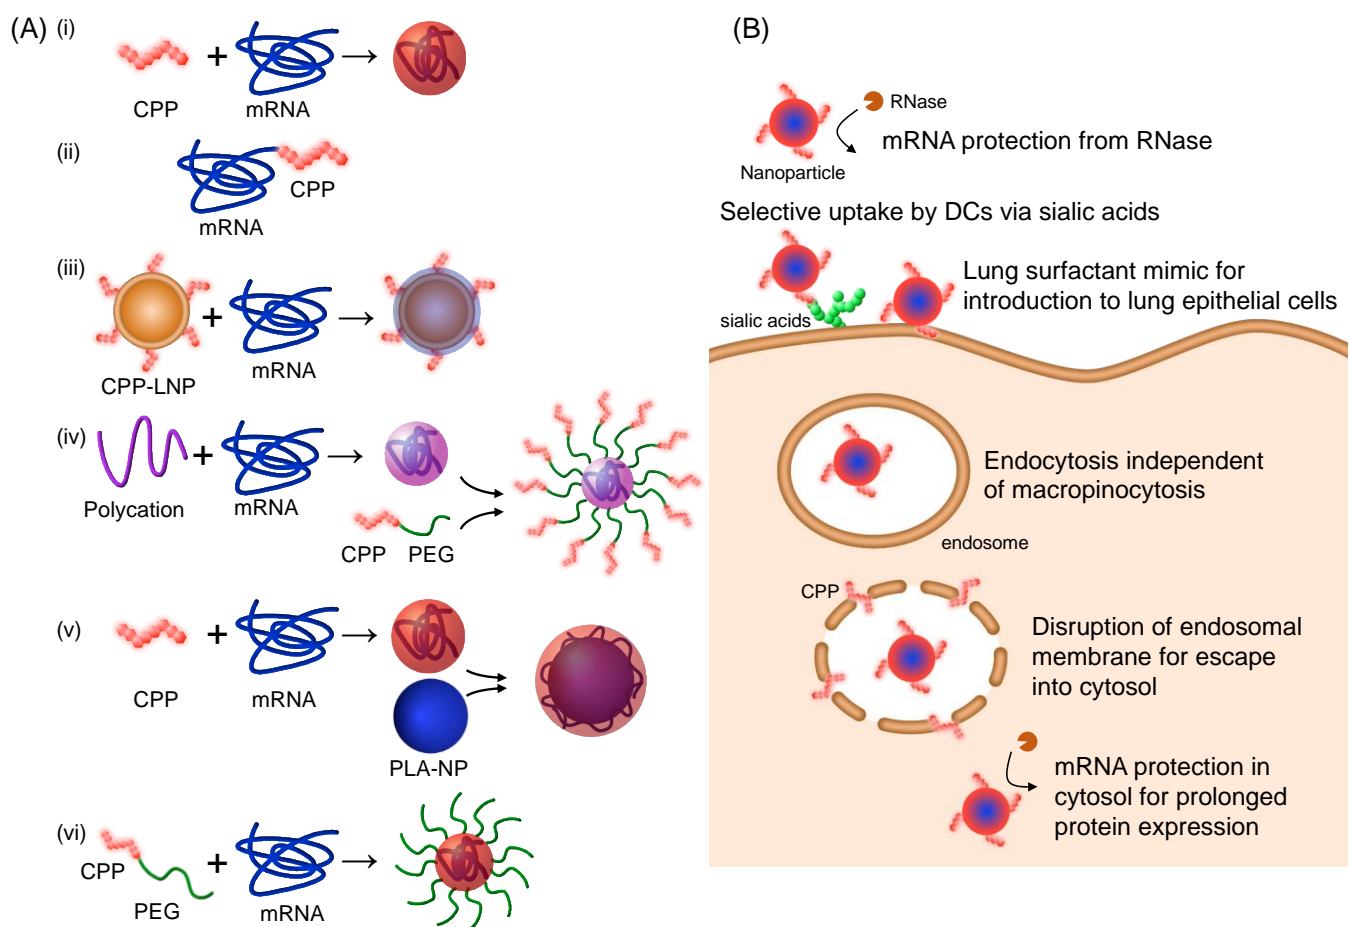 (A)
(i)
+
CPP
mRNA
(ii)
CPP
mRNA
(iii)
+
CPP-LNP
mRNA
(iv)
+
Polycation
mRNA
CPP PEG
(v)
+
CPP
mRNA
PLA-NP
(vi)
+
CPP
PEG
mRNA
(B)
RNase
mRNA protection from RNase
Nanoparticle
Selective uptake by DCs via sialic acids
Lung surfactant mimic for
introduction to lung epithelial cells
sialic acids
Endocytosis independent
of macropinocytosis
endosome
CPP
Disruption of endosomal
membrane for escape
into cytosol
mRNA protection in
cytosol for prolonged
protein expression